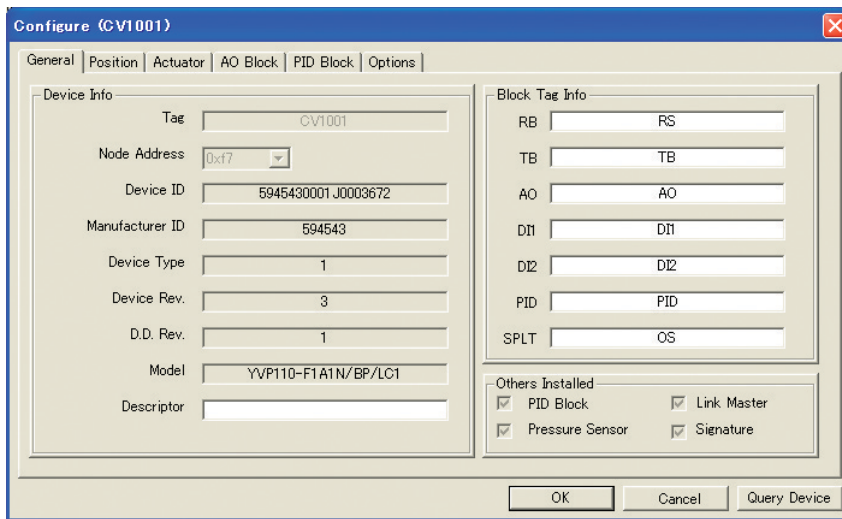 Configure (CV1001)
General Position Actuator AO Block PID Block Options
Device Info
Tag CV1001
Node Address 0xf7
Device ID 5945430001J0003672
Manufacturer ID 594543
Device Type 1
Device Rev. 3
D.D. Rev. 1
Model YVP110-F1A1N/BP/LC1
Descriptor
Block Tag Info
RB RS
TB TB
AO AO
DI1 DI1
DI2 DI2
PID PID
SPLT OS
Others Installed
PID Block Link Master
Pressure Sensor Signature
OK Cancel Query Device